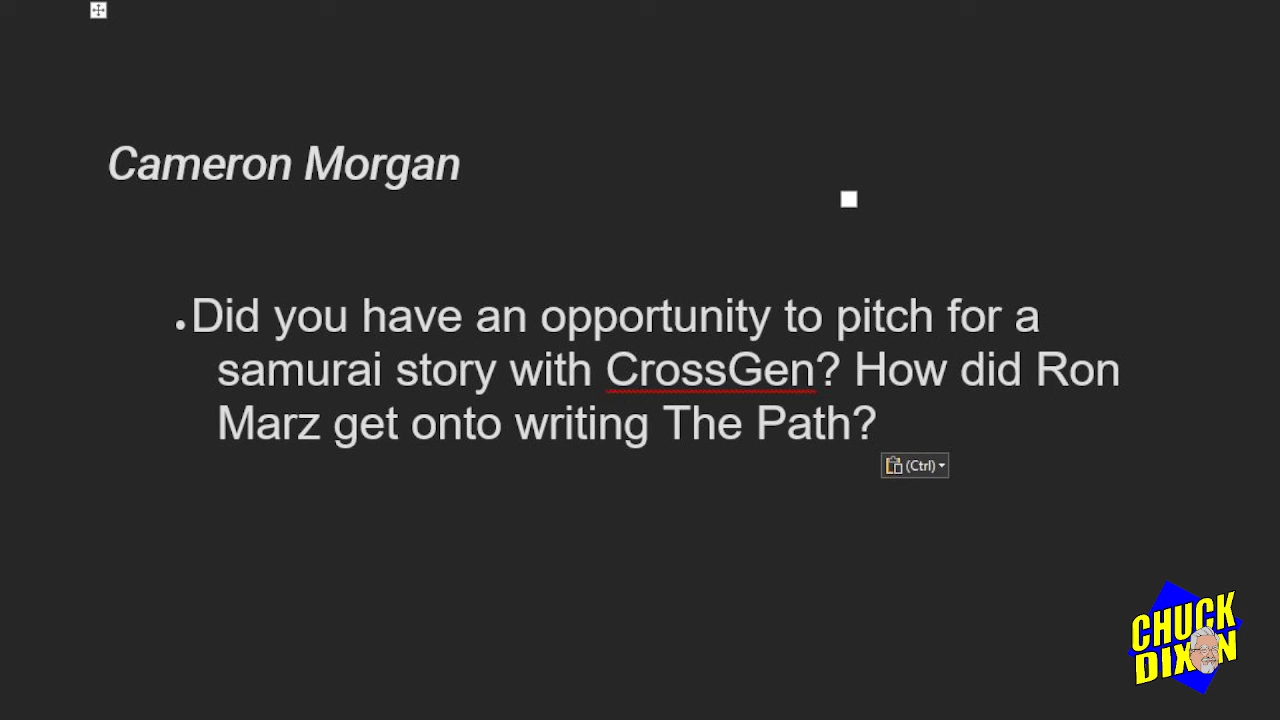 Cameron Morgan
•Did you have an opportunity to pitch for a
samurai story with CrossGen? How did Ron
Marz get onto writing The Path?
(Ctrl)
CHUCK
DIXON